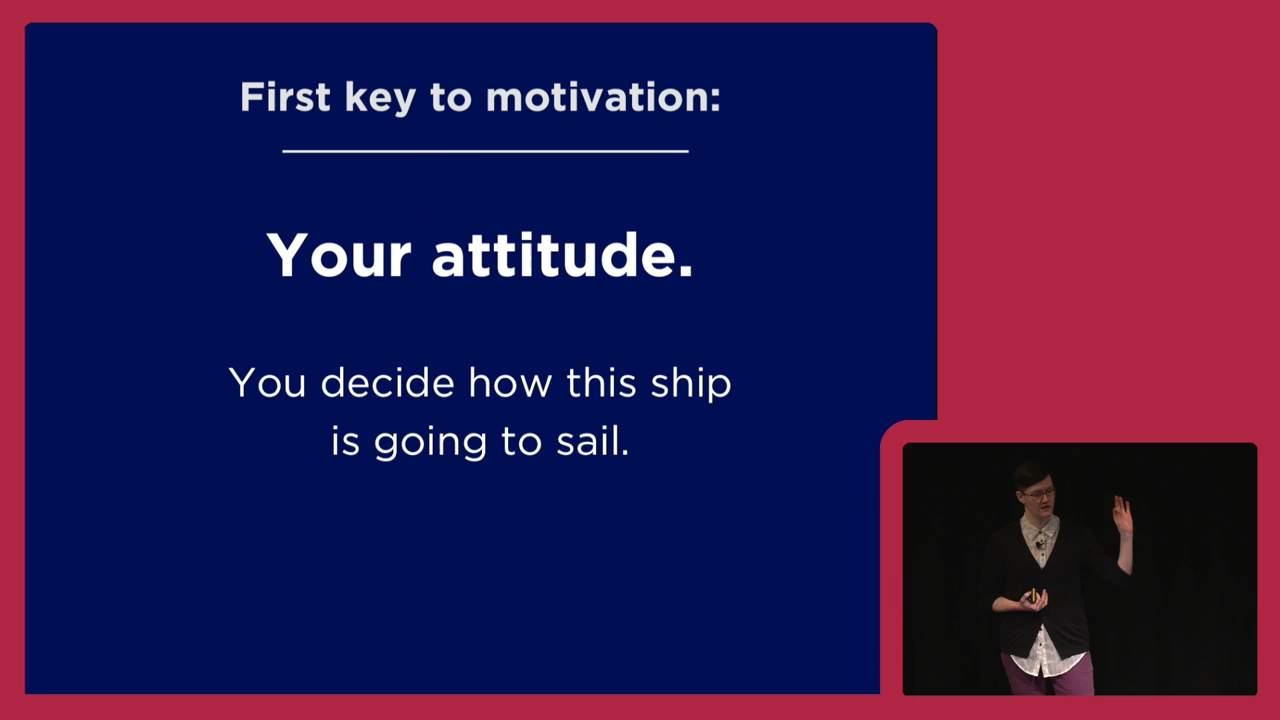 First key to motivation:
Your attitude.
You decide how this ship
is going to sail.